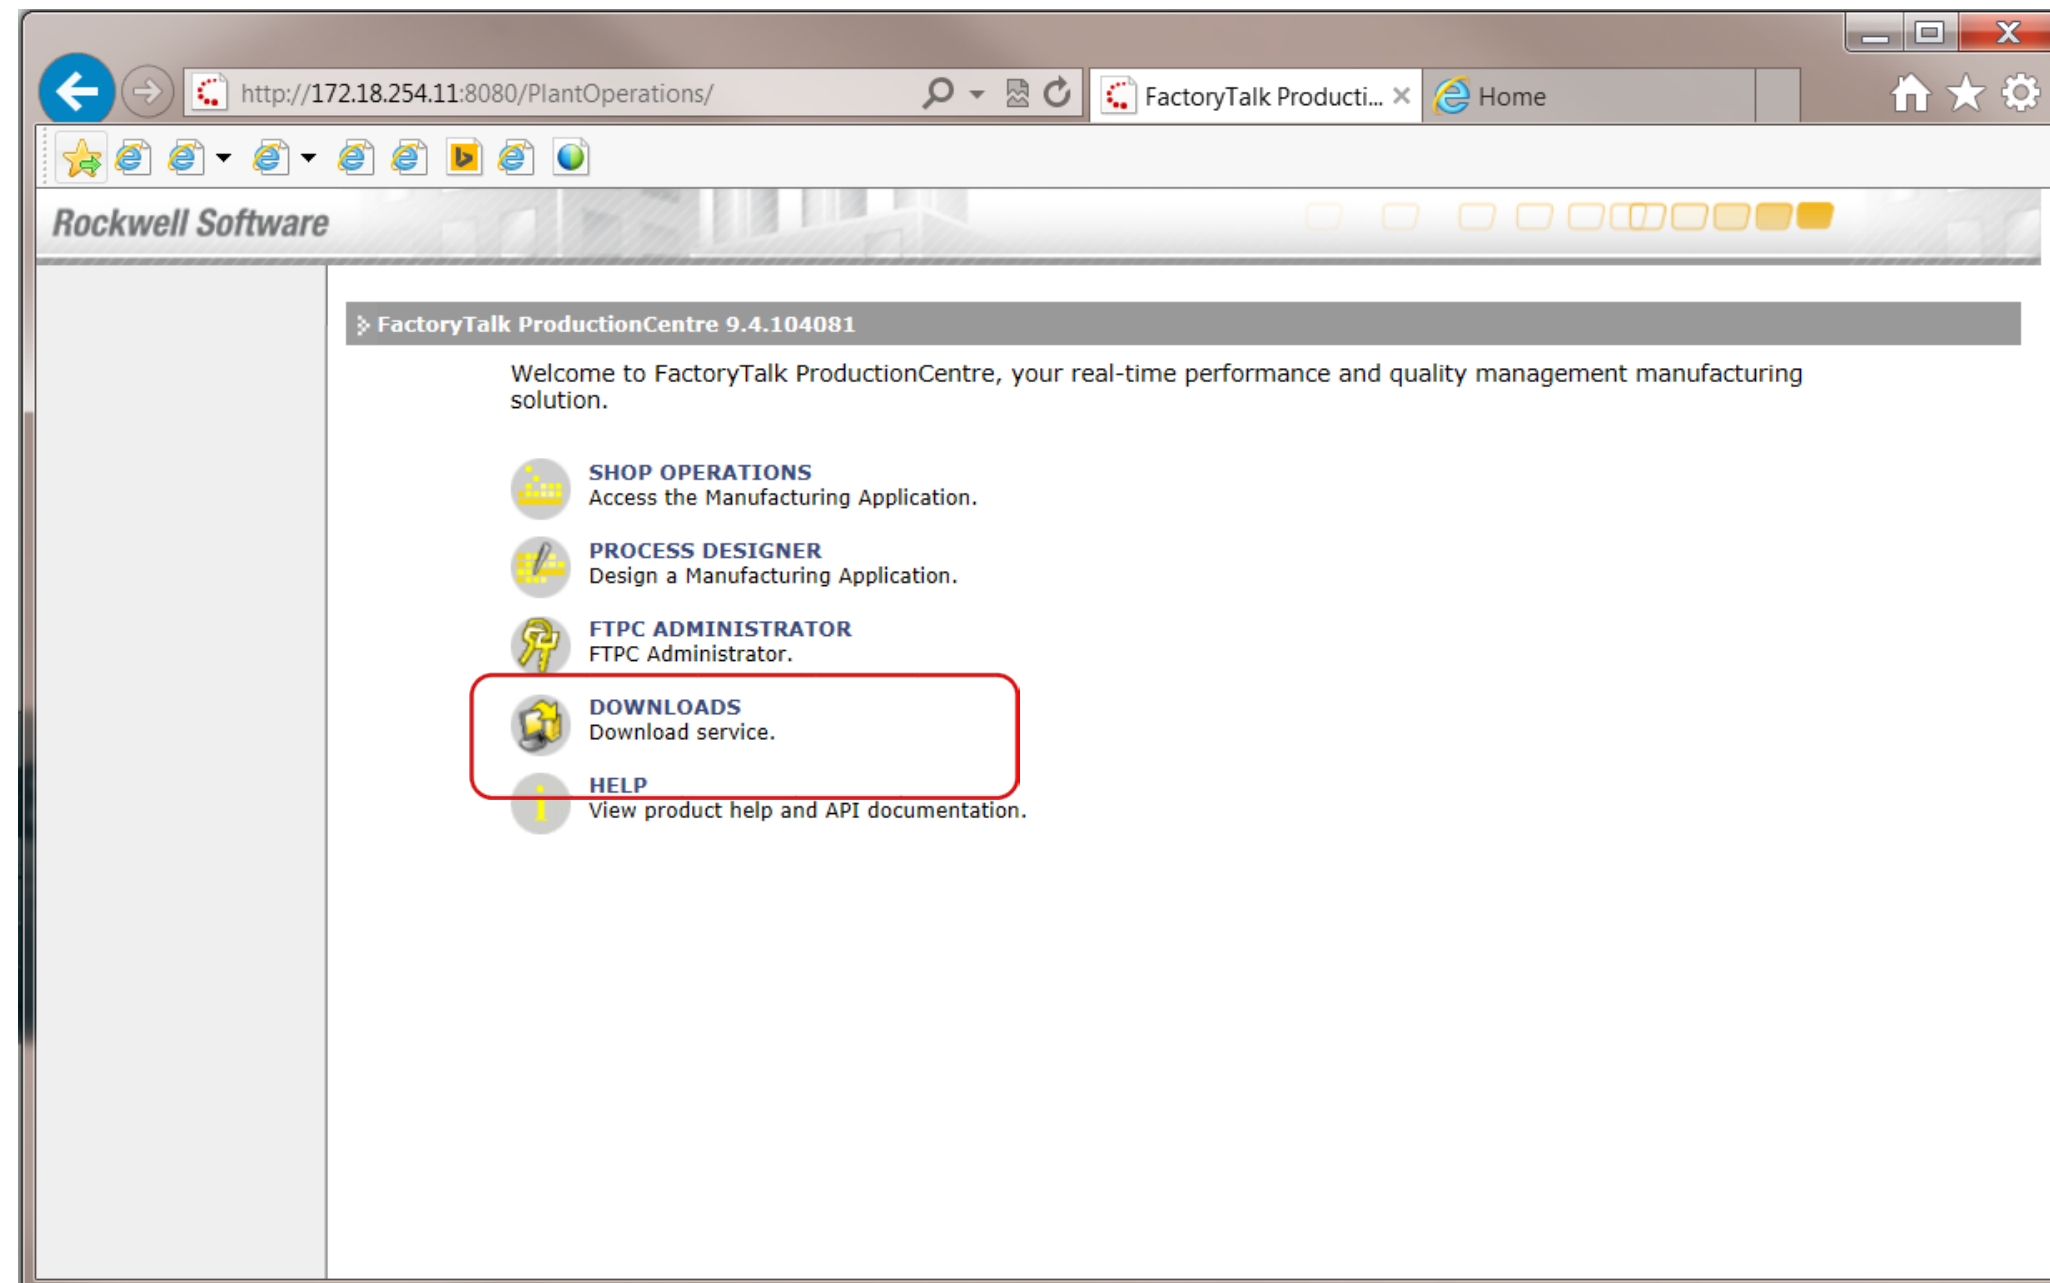 http://172.18.254.11:8080/PlantOperations/
FactoryTalk Producti...
Home
Rockwell Software
FactoryTalk ProductionCentre 9.4.104081
Welcome to FactoryTalk ProductionCentre, your real-time performance and quality management manufacturing
solution.
SHOP OPERATIONS
Access the Manufacturing Application.
PROCESS DESIGNER
Design a Manufacturing Application.
FTPC ADMINISTRATOR
FTPC Administrator.
DOWNLOADS
Download service.
HELP
View product help and API documentation.